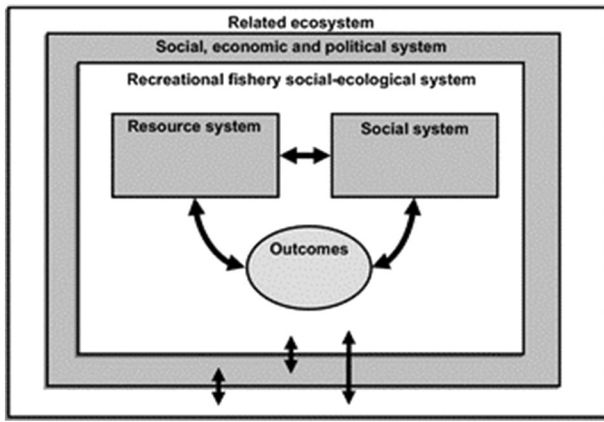 Related ecosystem
Social, economic and political system
Recreational fishery social-ecological system
Resource system
Social system
Outcomes